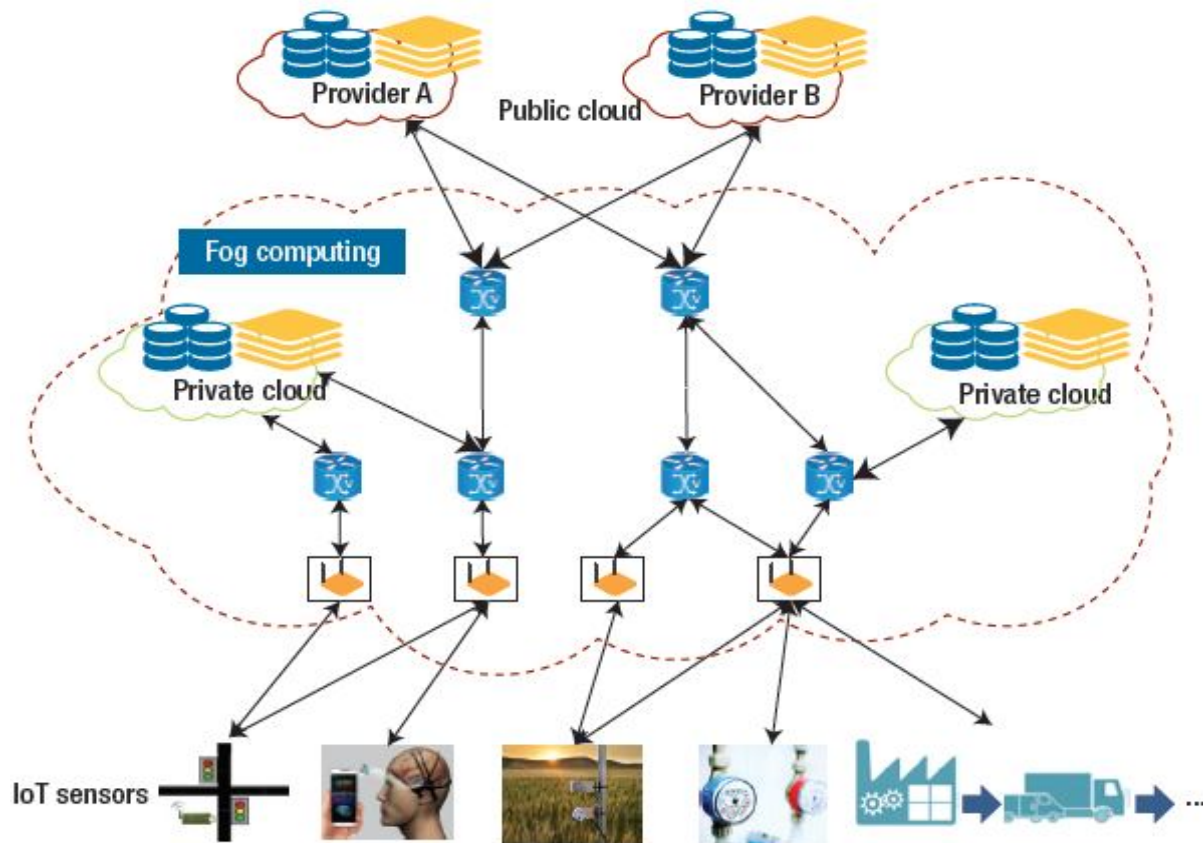 Provider A
Provider B
Public cloud
Fog computing
Private cloud
Private cloud
IoT sensors
...